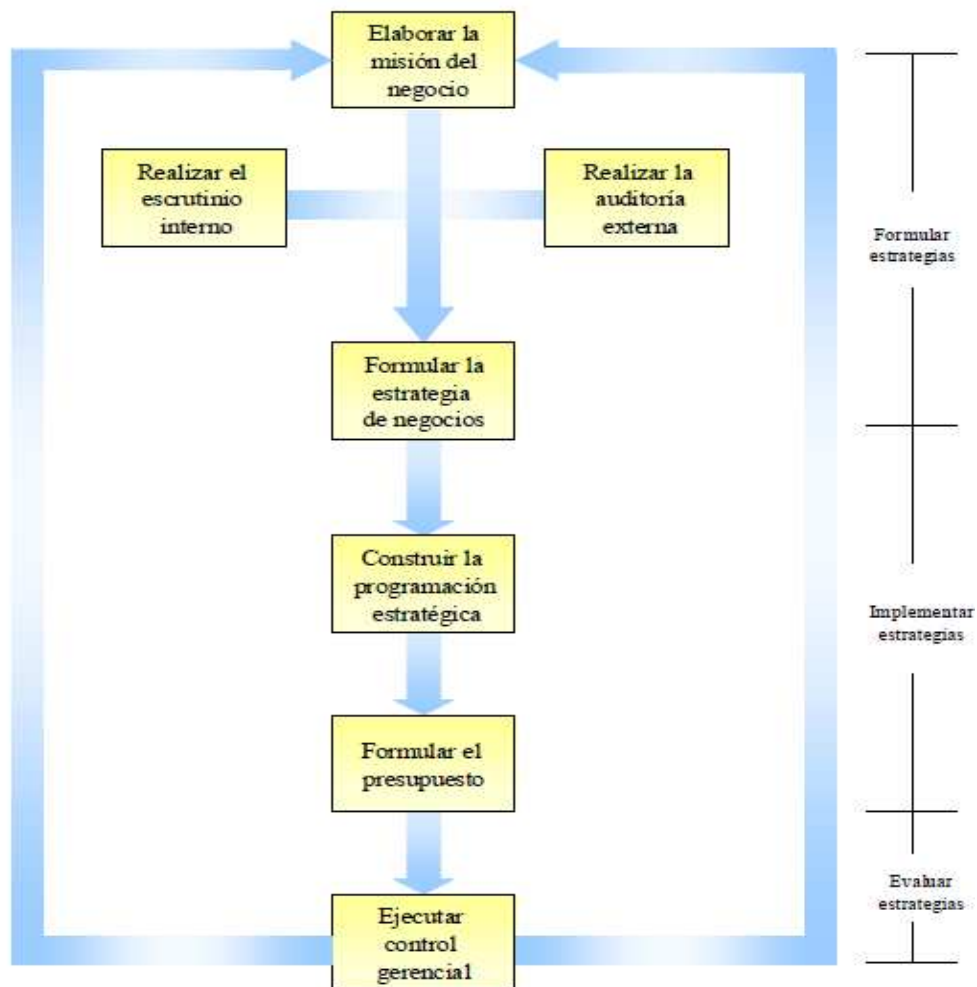 Elaborar la
misión del
negocio
Realizar el
escrutinio
interno
Realizar la
auditoría
externa
Formular
estrategias
Formular la
estrategia
de negocios
Construir la
programación
estratégica
Implementar
estrategias
Formular el
presupuesto
Evaluar
estrategias
Ejecutar
control
gerencial